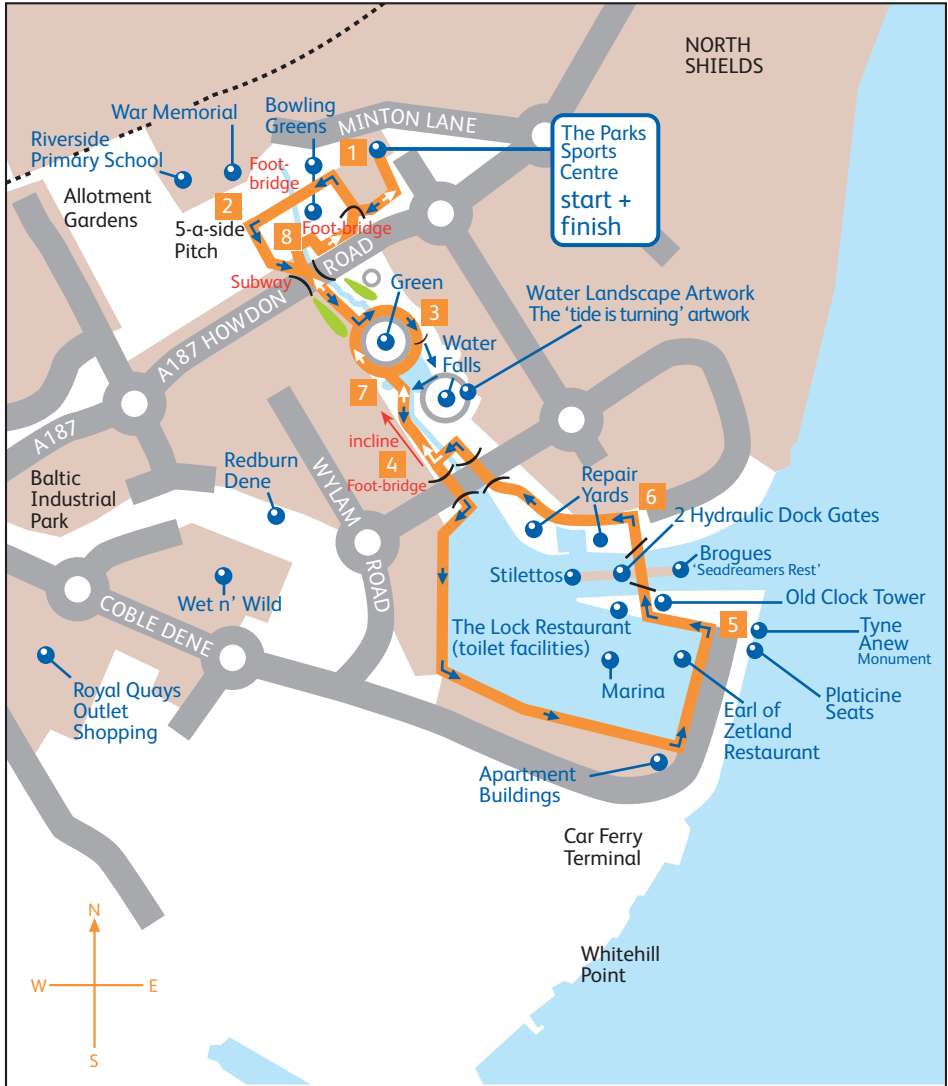 NORTH
SHIELDS
MINTON LANE
Bowling
Greens
War Memorial
Riverside
Primary School
Allotment
Gardens
Foot-
bridge
1
The Parks
Sports
Centre
start +
finish
2
5-a-side
Pitch
8
Foot-bridge
Subway
A187 HOWDON
ROAD
Green
3
Water Landscape Artwork
The 'tide is turning' artwork
Water
Falls
7
A187
incline
4
Foot-bridge
Baltic
Industrial
Park
Redburn
Dene
WYLAM
ROAD
Repair
Yards
6
2 Hydraulic Dock Gates
Stilettos
Brogues
'Seadreamers Rest'
Wet n' Wild
COBLE DENE
Old Clock Tower
The Lock Restaurant
(toilet facilities)
5
Tyne
Anew
Monument
Marina
Royal Quays
Outlet
Shopping
Earl of
Zetland
Restaurant
Platicine
Seats
Apartment
Buildings
Car Ferry
Terminal
Whitehill
Point
N
W
E
S